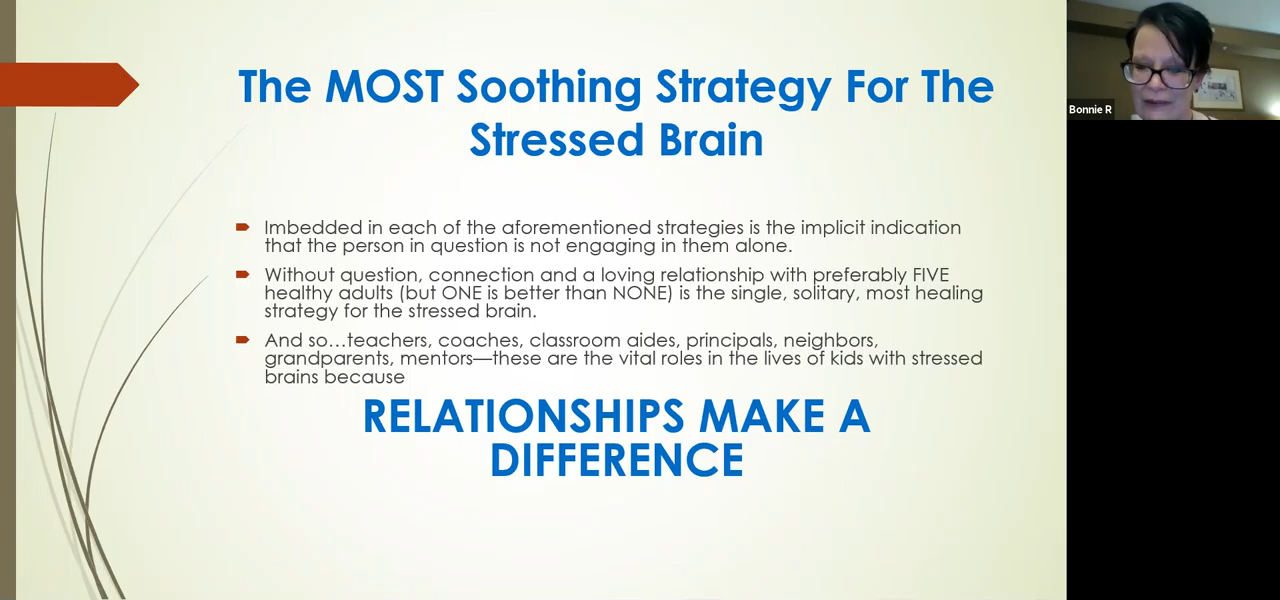 The MOST Soothing Strategy For The
Stressed Brain
Imbedded in each of the aforementioned strategies is the implicit indication
that the person in question is not engaging in them alone.
Without question, connection and a loving relationship with preferably FIVE
healthy adults (but ONE is better than NONE) is the single, solitary, most healing
strategy for the stressed brain.
And so…teachers, coaches, classroom aides, principals, neighbors,
grandparents, mentors—these are the vital roles in the lives of kids with stressed
brains because
RELATIONSHIPS MAKE A
DIFFERENCE
Bonnie R